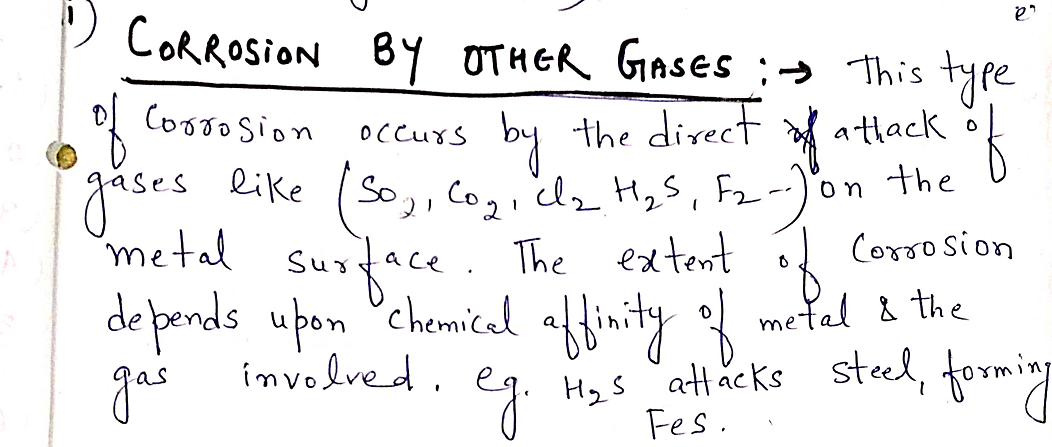 i) CORROSION BY OTHER GASES :→ This type
of Corrosion occurs by the direct attack of
gases like (SO2, CO2, Cl2 H2S, F2--) on the
metal surface. The extent of Corrosion
depends upon chemical affinity of metal & the
gas involved. eg. H2S attacks steel, forming
FeS.